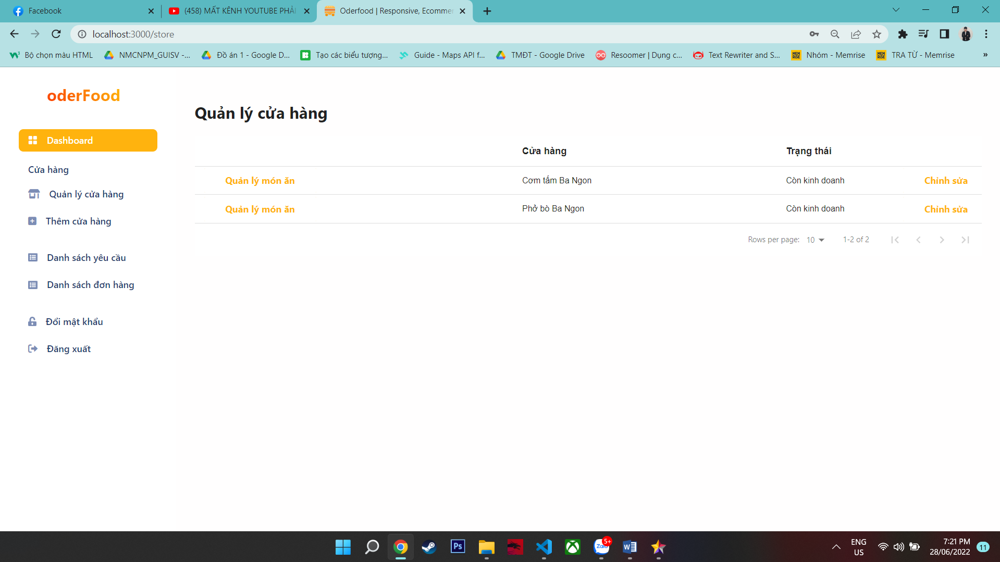 Facebook
(458) MẤT KÊNH YOUTUBE PHẢI
Oderfood | Responsive, Ecommer
localhost:3000/store
Bộ chọn màu HTML
NMCNPM_GUISV -...
Đồ án 1 - Google D...
Tạo các biểu tượng...
Guide - Maps API f...
TMĐT - Google Drive
Resoomer | Dụng c...
Text Rewriter and S...
Nhóm - Memrise
TRA TỪ - Memrise
»
oderFood
Quản lý cửa hàng
Dashboard
Cửa hàng
Quản lý cửa hàng
Thêm cửa hàng
Danh sách yêu cầu
Danh sách đơn hàng
Đổi mật khẩu
Đăng xuất
Cửa hàng Trạng thái
Quản lý món ăn Cơm tấm Ba Ngon Còn kinh doanh Chỉnh sửa
Quản lý món ăn Phở bò Ba Ngon Còn kinh doanh Chỉnh sửa
Rows per page: 10 1-2 of 2
Ps
Zalo
5+
W
ENG
US
7:21 PM
28/06/2022
11